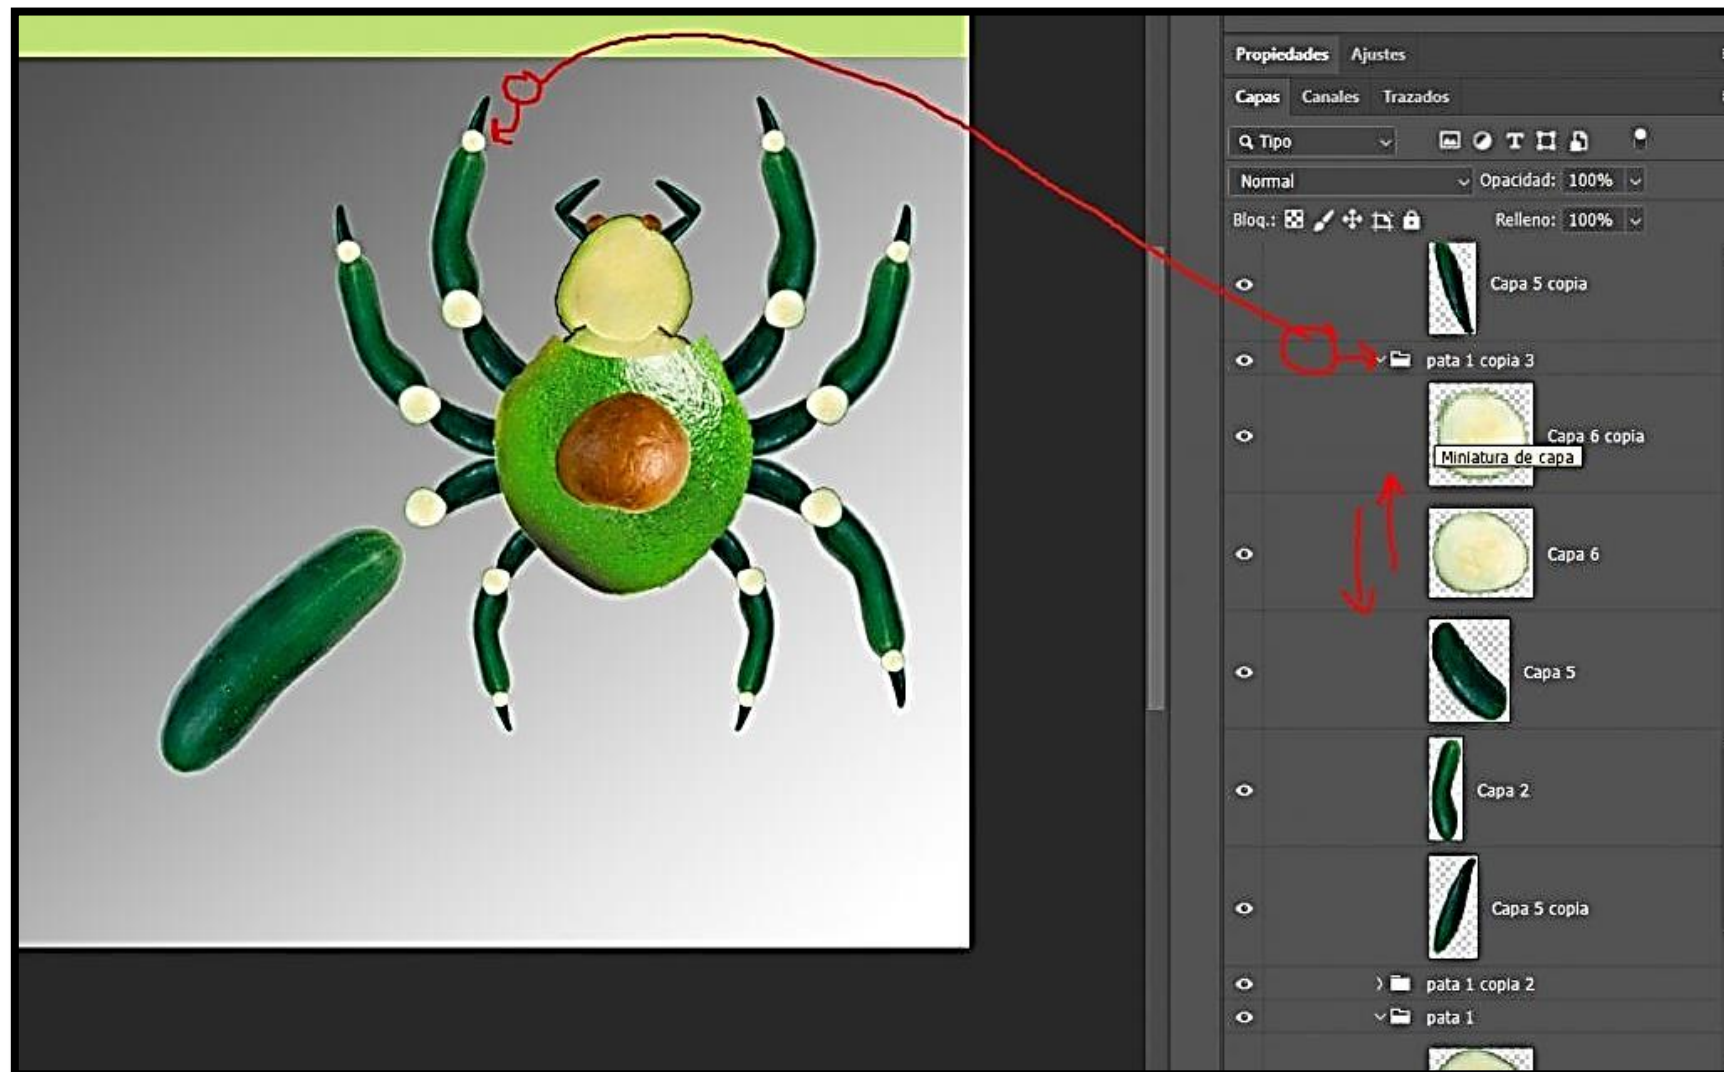 Propiedades Ajustes
Capas Canales Trazados
Tipo
Normal Opacidad: 100%
Bloq.: Relleno: 100%
Capa 5 copia
pata 1 copia 3
Capa 6 copia
Miniatura de capa
Capa 6
Capa 5
Capa 2
Capa 5 copia
pata 1 copia 2
pata 1